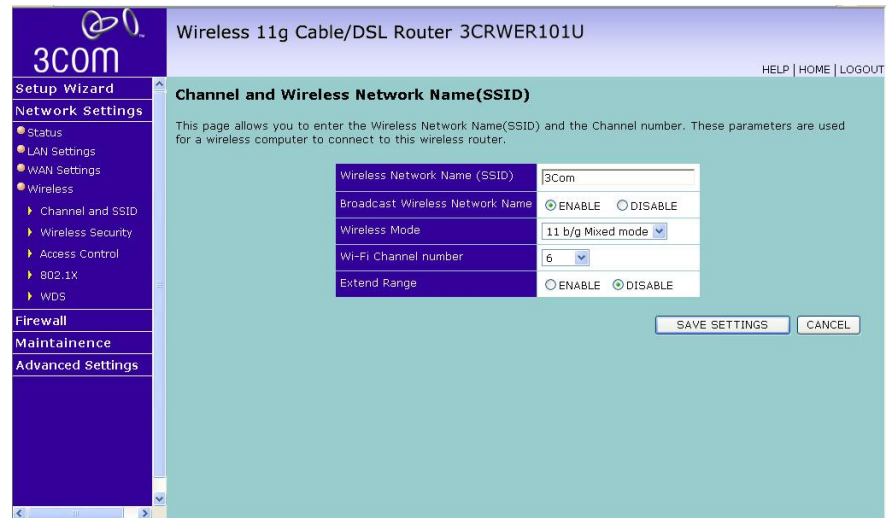 3COM
Wireless 11g Cable/DSL Router 3CRWER101U
HELP | HOME | LOGOUT
Setup Wizard
Network Settings
Status
LAN Settings
WAN Settings
Wireless
Channel and SSID
Wireless Security
Access Control
802.1X
WDS
Firewall
Maintainence
Advanced Settings
Channel and Wireless Network Name(SSID)
This page allows you to enter the Wireless Network Name(SSID) and the Channel number. These parameters are used
for a wireless computer to connect to this wireless router.
Wireless Network Name (SSID) 3Com
Broadcast Wireless Network Name ENABLE DISABLE
Wireless Mode 11 b/g Mixed mode
Wi-Fi Channel number 6
Extend Range ENABLE DISABLE
SAVE SETTINGS CANCEL